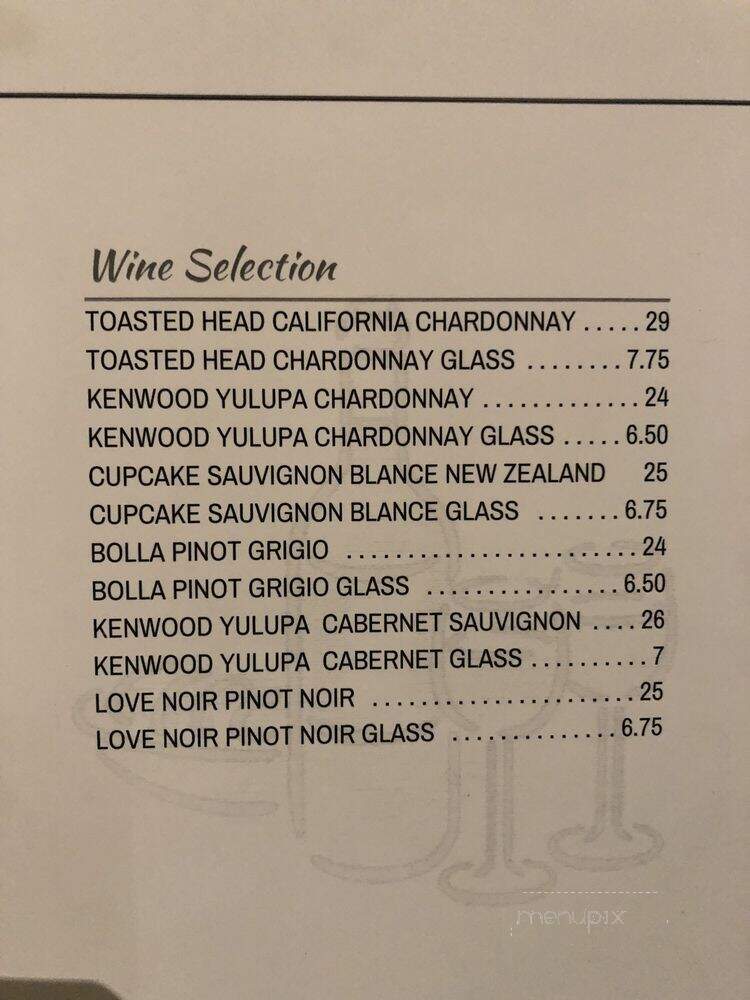 Wine Selection
TOASTED HEAD CALIFORNIA CHARDONNAY ..... 29
TOASTED HEAD CHARDONNAY GLASS ........ 7.75
KENWOOD YULUPA CHARDONNAY ............. 24
KENWOOD YULUPA CHARDONNAY GLASS ..... 6.50
CUPCAKE SAUVIGNON BLANCE NEW ZEALAND 25
CUPCAKE SAUVIGNON BLANCE GLASS ....... 6.75
BOLLA PINOT GRIGIO ......................... 24
BOLLA PINOT GRIGIO GLASS ................. 6.50
KENWOOD YULUPA CABERNET SAUVIGNON .... 26
KENWOOD YULUPA CABERNET GLASS .......... 7
LOVE NOIR PINOT NOIR ...................... 25
LOVE NOIR PINOT NOIR GLASS .............. 6.75
menupix